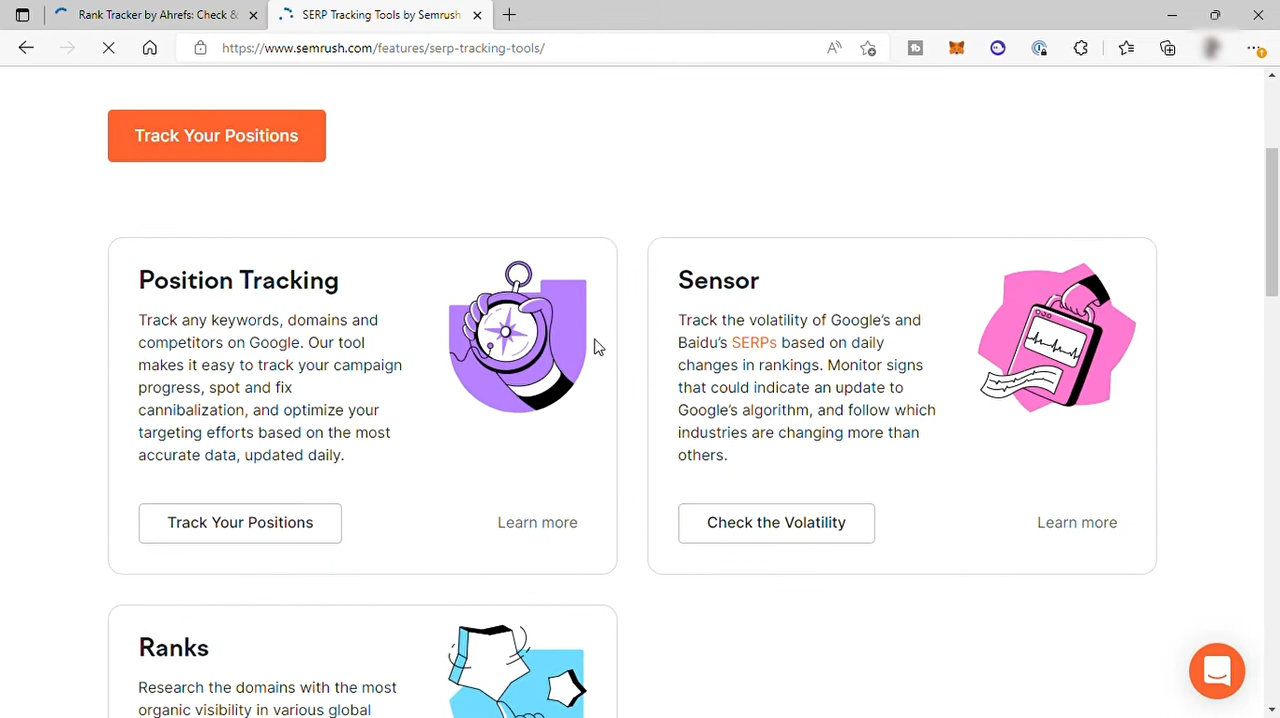 Rank Tracker by Ahrefs: Check &
SERP Tracking Tools by Semrush
https://www.semrush.com/features/serp-tracking-tools/
Track Your Positions
Position Tracking
Track any keywords, domains and
competitors on Google. Our tool
makes it easy to track your campaign
progress, spot and fix
cannibalization, and optimize your
targeting efforts based on the most
accurate data, updated daily.
Track Your Positions
Learn more
Sensor
Track the volatility of Google's and
Baidu's SERPs based on daily
changes in rankings. Monitor signs
that could indicate an update to
Google's algorithm, and follow which
industries are changing more than
others.
Check the Volatility
Learn more
Ranks
Research the domains with the most
organic visibility in various global